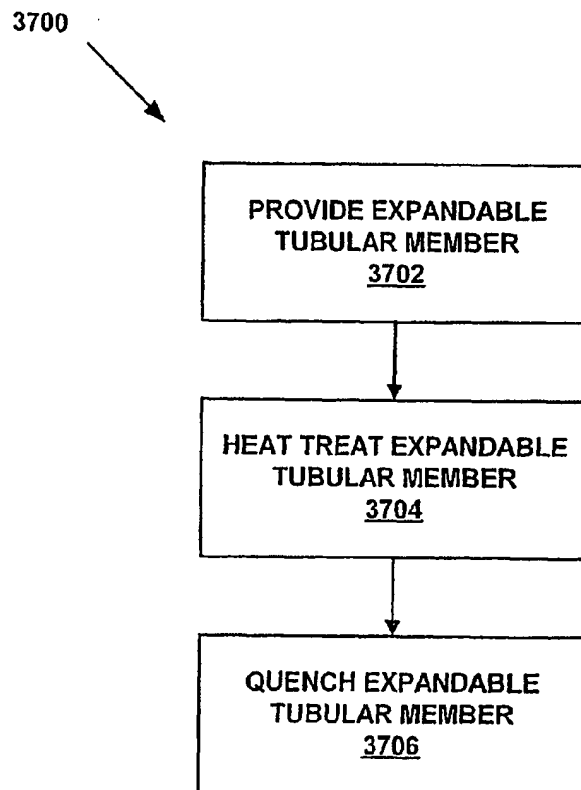 3700
PROVIDE EXPANDABLE
TUBULAR MEMBER
3702
HEAT TREAT EXPANDABLE
TUBULAR MEMBER
3704
QUENCH EXPANDABLE
TUBULAR MEMBER
3706